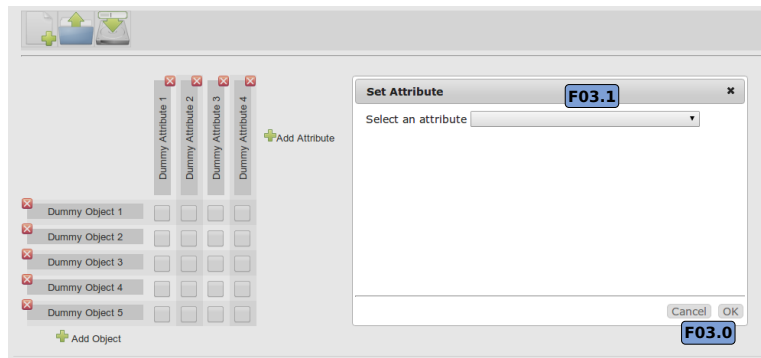 Dummy Attribute 1
Dummy Attribute 2
Dummy Attribute 3
Dummy Attribute 4
Add Attribute
Dummy Object 1
Dummy Object 2
Dummy Object 3
Dummy Object 4
Dummy Object 5
Add Object
Set Attribute
F03.1
Select an attribute
Cancel OK
F03.0